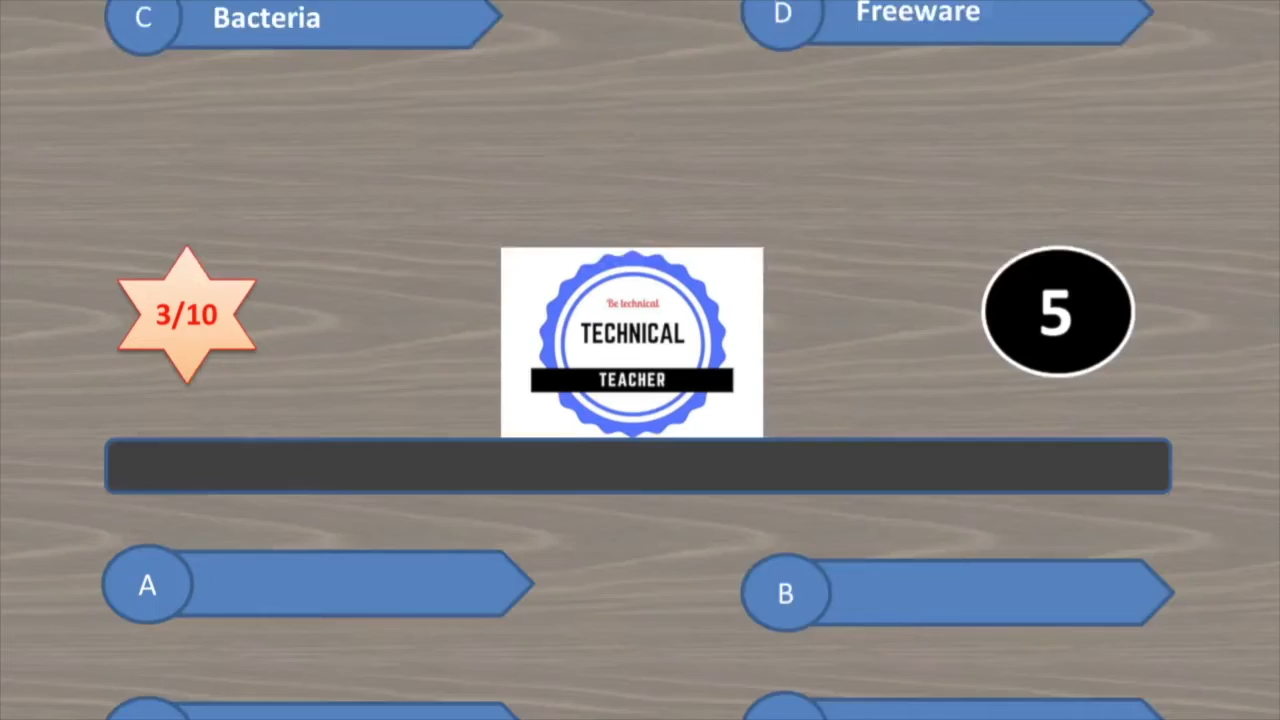 C Bacteria
D Freeware
3/10
Be technical
TECHNICAL
TEACHER
5
A
B